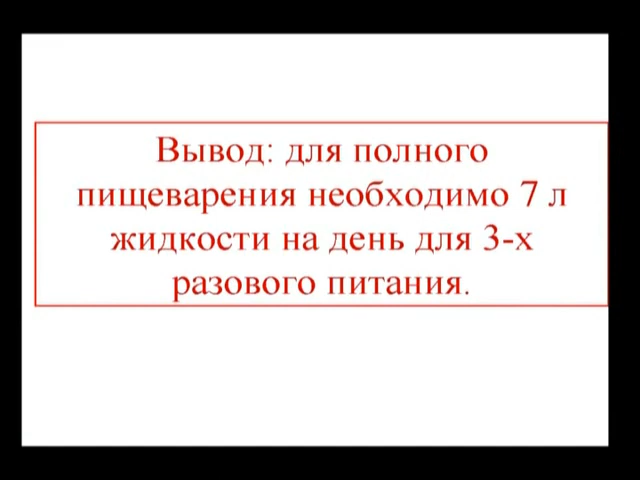 Вывод: для полного
пищеварения необходимо 7 л
жидкости на день для 3-х
разового питания.